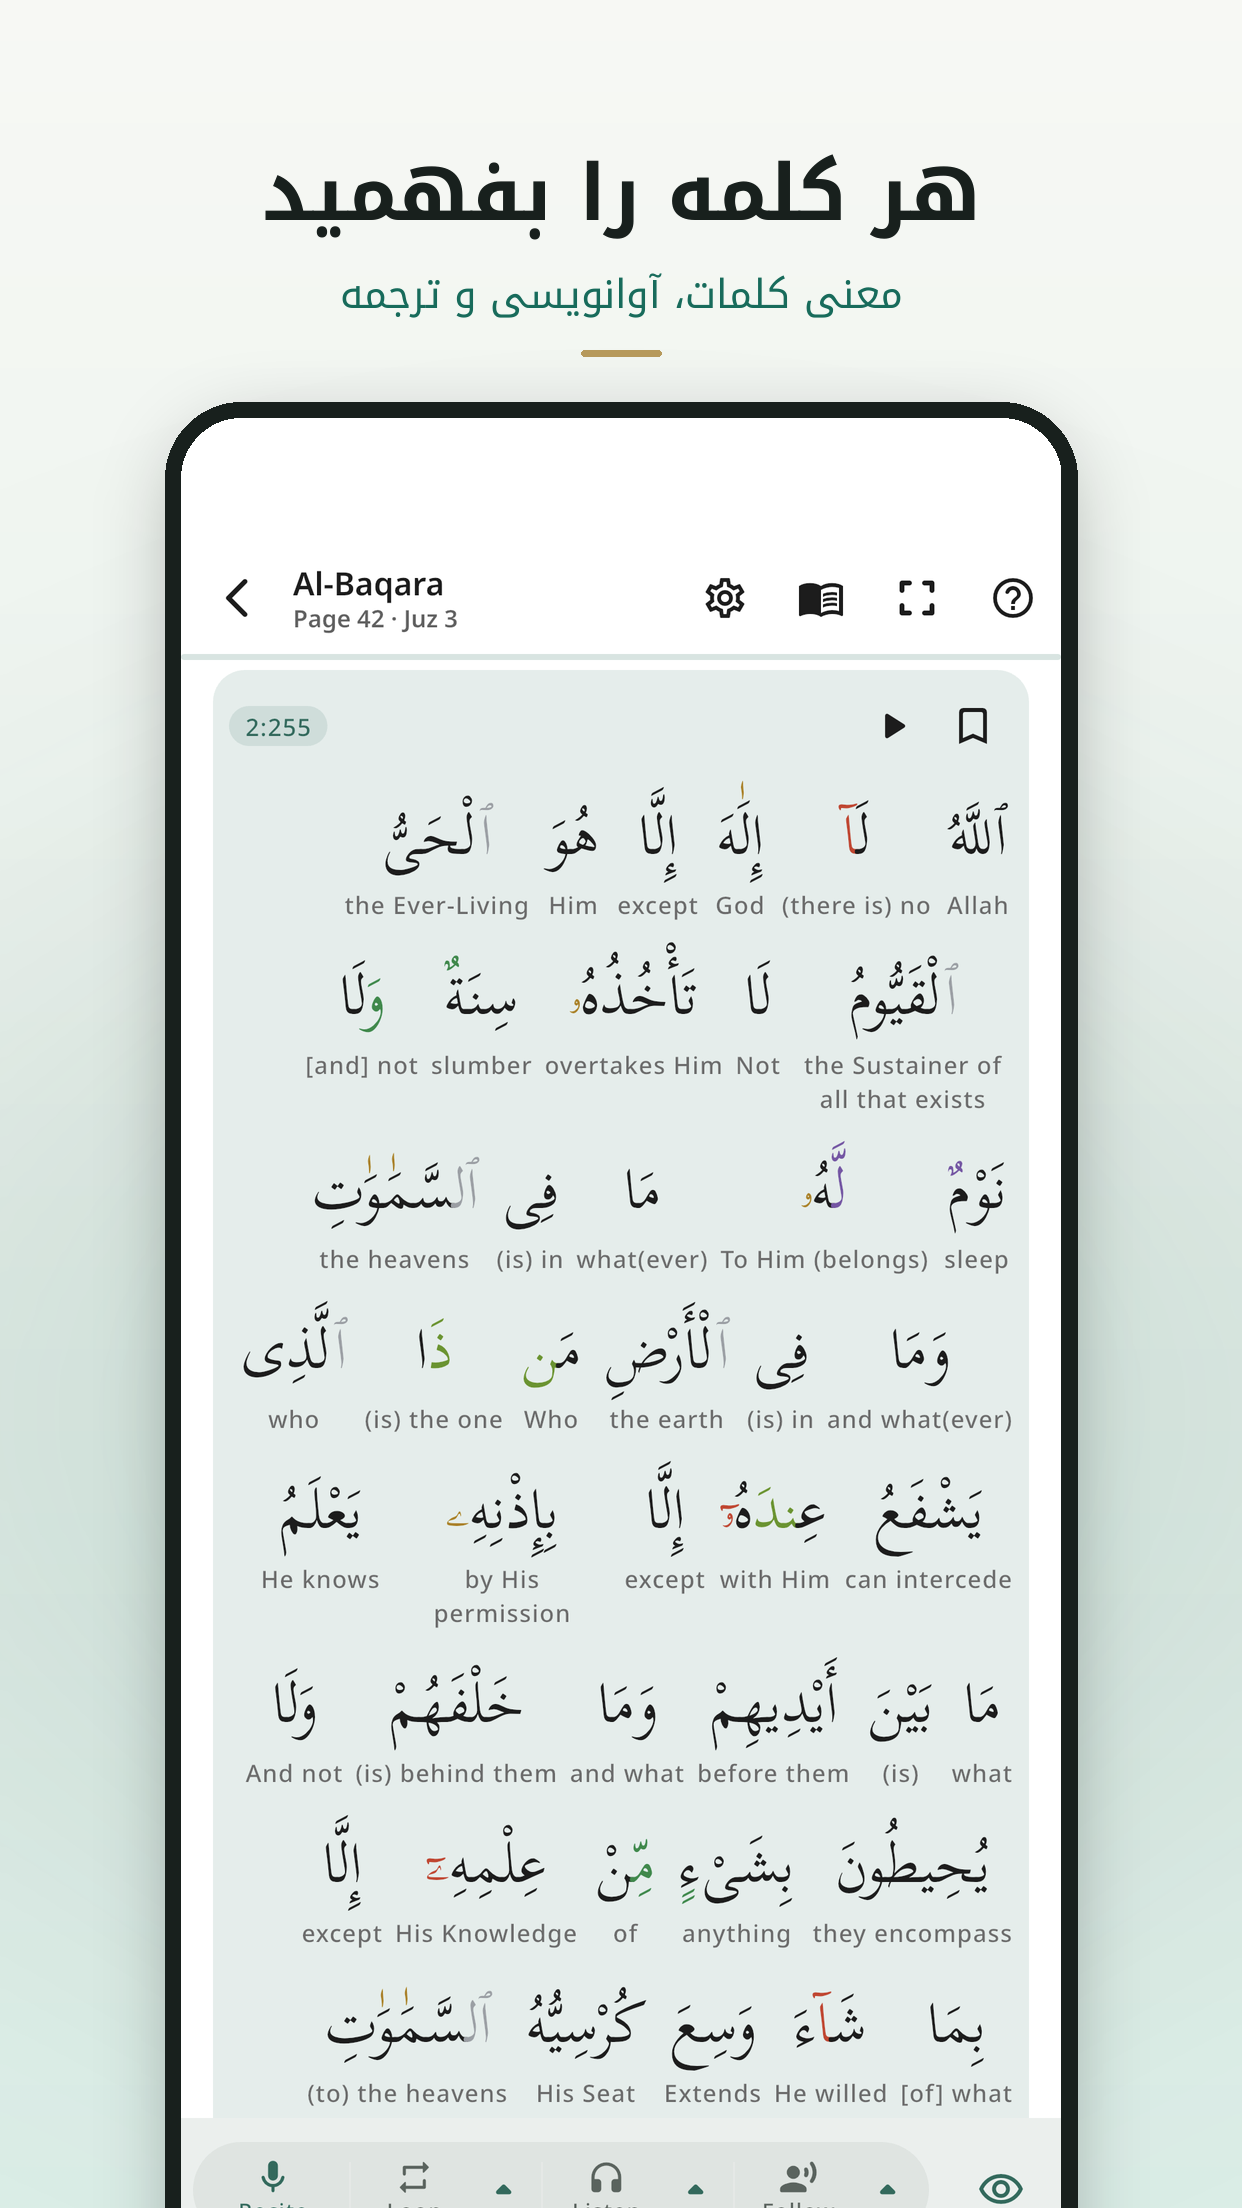 هر کلمه را بفهمید
معنی کلمات، آوانویسی و ترجمه
Al-Baqara
Page 42 · Juz 3
2:255
ٱللَّهُ لَآ إِلَٰهَ إِلَّا هُوَ ٱلْحَىُّ
the Ever-Living Him except God (there is) no Allah
ٱلْقَيُّومُ لَا تَأْخُذُهُۥ سِنَةٌ وَلَا
[and] not slumber overtakes Him Not the Sustainer of
all that exists
نَوْمٌ لَّهُۥ مَا فِى ٱلسَّمَٰوَٰتِ
the heavens (is) in what(ever) To Him (belongs) sleep
وَمَا فِى ٱلْأَرْضِ مَن ذَا ٱلَّذِى
who (is) the one Who the earth (is) in and what(ever)
يَشْفَعُ عِندَهُۥٓ إِلَّا بِإِذْنِهِۦ يَعْلَمُ
He knows by His except with Him can intercede
permission
مَا بَيْنَ أَيْدِيهِمْ وَمَا خَلْفَهُمْ وَلَا
And not (is) behind them and what before them (is) what
يُحِيطُونَ بِشَىْءٍ مِّنْ عِلْمِهِۦٓ إِلَّا
except His Knowledge of anything they encompass
بِمَا شَآءَ وَسِعَ كُرْسِيُّهُ ٱلسَّمَٰوَٰتِ
(to) the heavens His Seat Extends He willed [of] what